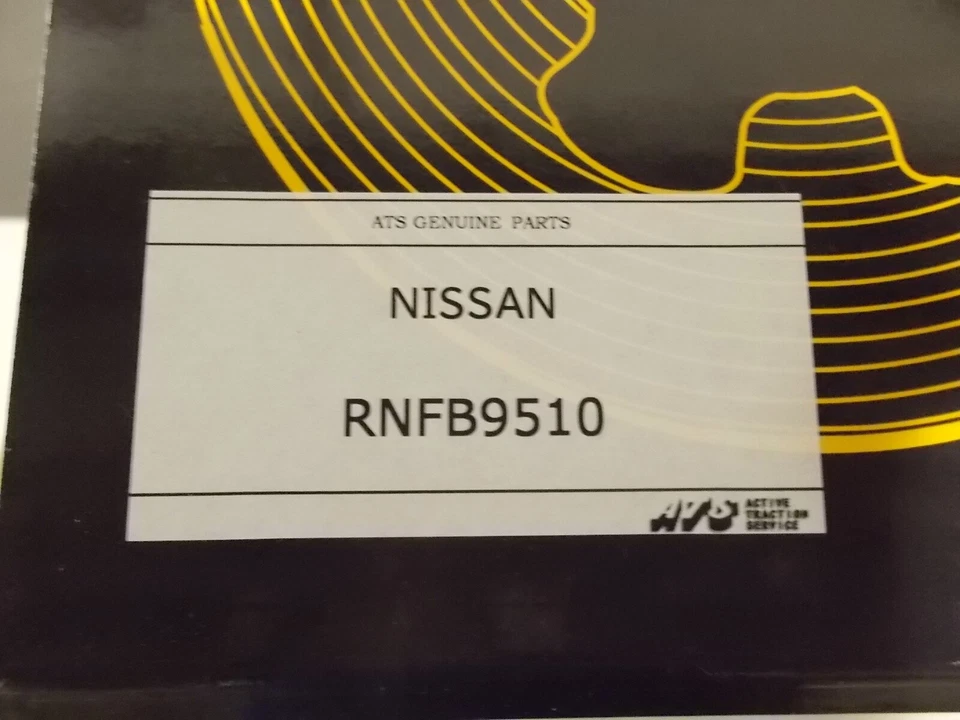 ATS GENUINE PARTS
NISSAN
RNFB9510
ATS
ACTIVE
TRACTION
SERVICE